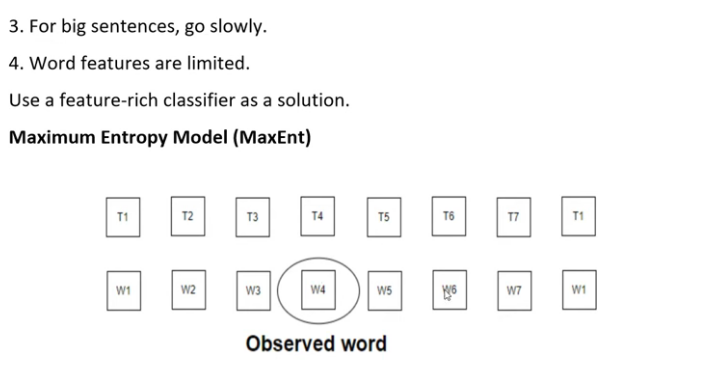 3. For big sentences, go slowly.
4. Word features are limited.
Use a feature-rich classifier as a solution.
Maximum Entropy Model (MaxEnt)
T1 T2 T3 T4 T5 T6 T7 T1
W1 W2 W3 W4 W5 W6 W7 W1
Observed word